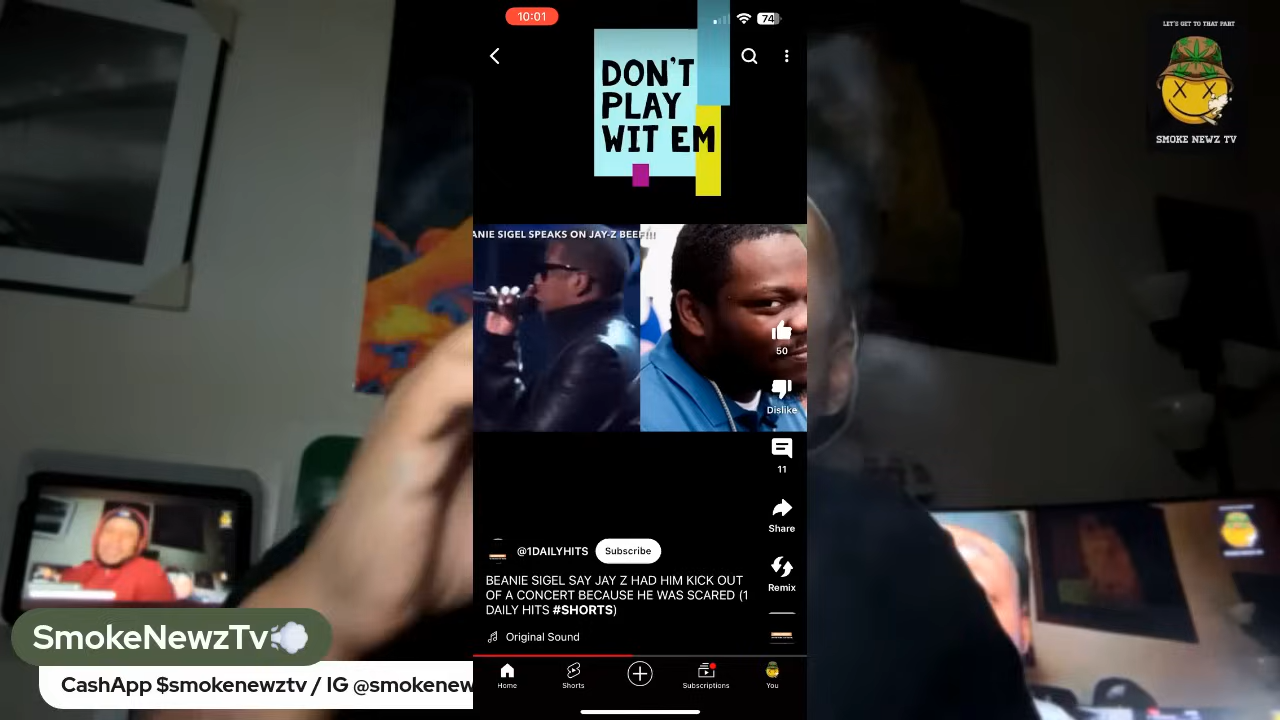 10:01
74
DON'T
PLAY
WIT EM
LET'S GET TO THAT PART
SMOKE NEWZ TV
ANIE SIGEL SPEAKS ON JAY-Z BEEF!!!
50
Dislike
11
Share
Remix
@1DAILYHITS
Subscribe
BEANIE SIGEL SAY JAY Z HAD HIM KICK OUT
OF A CONCERT BECAUSE HE WAS SCARED (1
DAILY HITS #SHORTS)
Original Sound
Home
Shorts
Subscriptions
You
SmokeNewzTv
CashApp $smokenewztv / IG @smokenew